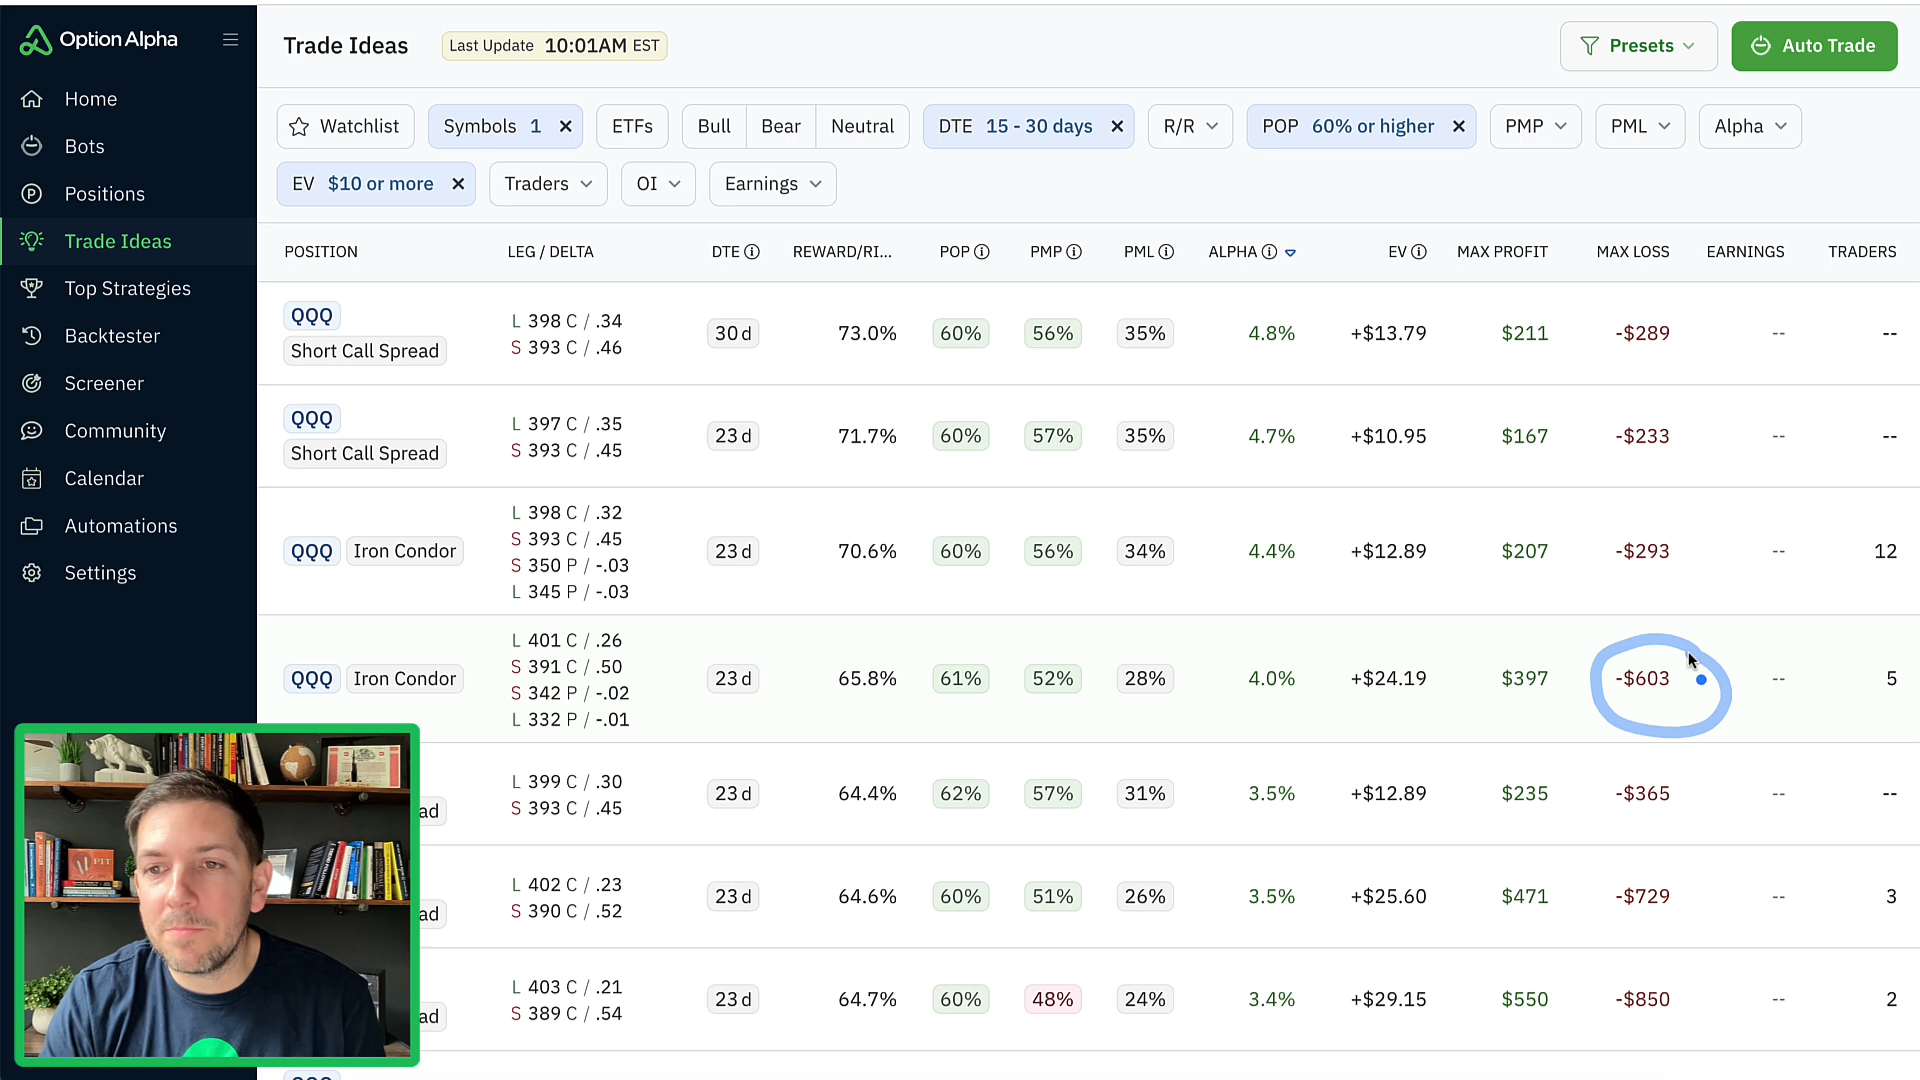 Option Alpha
Home
Bots
Positions
Trade Ideas
Top Strategies
Backtester
Screener
Community
Calendar
Automations
Settings
Trade Ideas
Last Update 10:01AM EST
Presets
Auto Trade
Watchlist
Symbols 1
ETFs
Bull
Bear
Neutral
DTE 15 - 30 days
R/R
POP 60% or higher
PMP
PML
Alpha
EV $10 or more
Traders
OI
Earnings
POSITION LEG / DELTA DTE REWARD/RI... POP PMP PML ALPHA EV MAX PROFIT MAX LOSS EARNINGS TRADERS
QQQ
Short Call Spread
L 398 C / .34
S 393 C / .46
30 d 73.0% 60% 56% 35% 4.8% +$13.79 $211 -$289 -- --
QQQ
Short Call Spread
L 397 C / .35
S 393 C / .45
23 d 71.7% 60% 57% 35% 4.7% +$10.95 $167 -$233 -- --
QQQ Iron Condor
L 398 C / .32
S 393 C / .45
S 350 P / -.03
L 345 P / -.03
23 d 70.6% 60% 56% 34% 4.4% +$12.89 $207 -$293 -- 12
QQQ Iron Condor
L 401 C / .26
S 391 C / .50
S 342 P / -.02
L 332 P / -.01
23 d 65.8% 61% 52% 28% 4.0% +$24.19 $397 -$603 -- 5
ad
L 399 C / .30
S 393 C / .45
23 d 64.4% 62% 57% 31% 3.5% +$12.89 $235 -$365 -- --
ad
L 402 C / .23
S 390 C / .52
23 d 64.6% 60% 51% 26% 3.5% +$25.60 $471 -$729 -- 3
ad
L 403 C / .21
S 389 C / .54
23 d 64.7% 60% 48% 24% 3.4% +$29.15 $550 -$850 -- 2
PIT